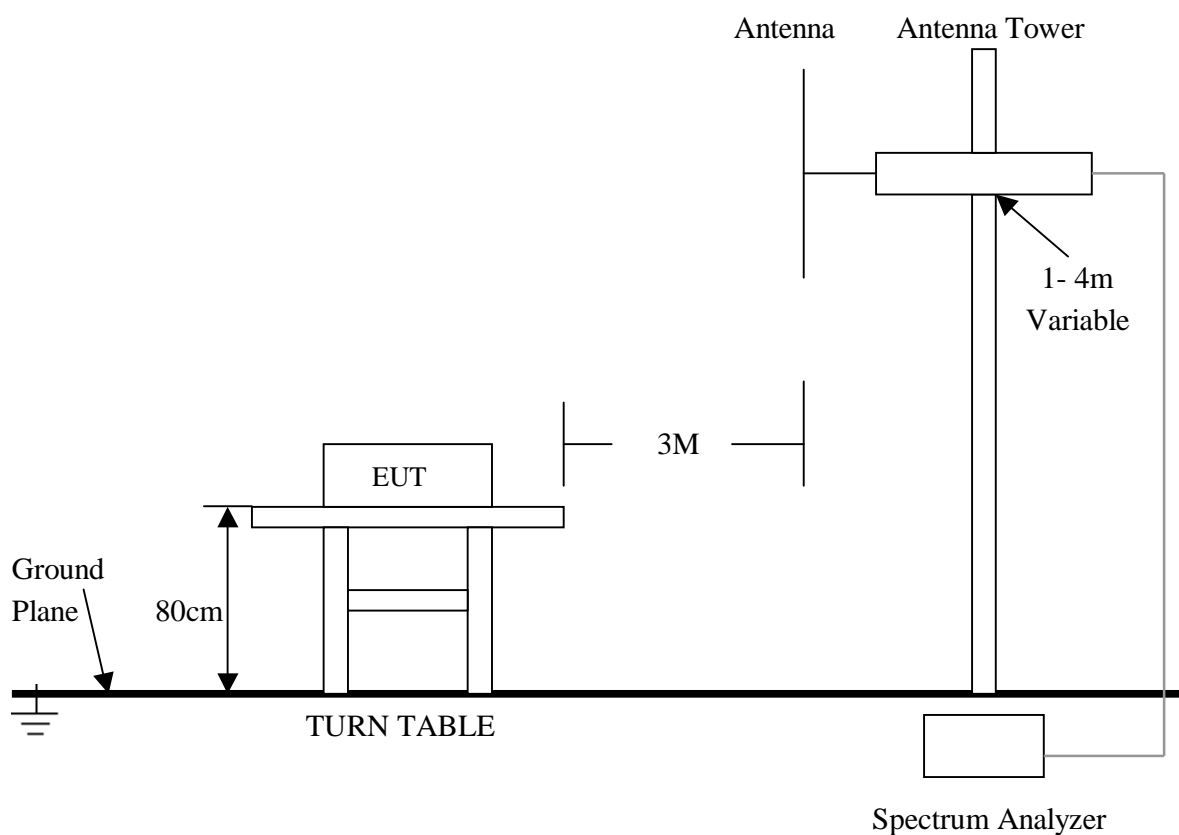 Antenna
Antenna Tower
1- 4m
Variable
3M
EUT
Ground
Plane
80cm
TURN TABLE
Spectrum Analyzer